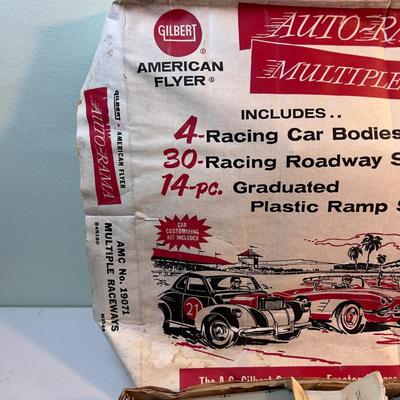 GILBERT
®
AMERICAN
FLYER ®
AUTO-RA
MULTIPLE
INCLUDES ..
4-Racing Car Bodies
30-Racing Roadway S
14-pc. Graduated
Plastic Ramp S
CAR
CUSTOMIZING
KIT INCLUDED
21
The A.C. Gilbert
GILBERT • AMERICAN FLYER
AUTO-RAMA
AMC No. 19071
MULTIPLE RACEWAYS